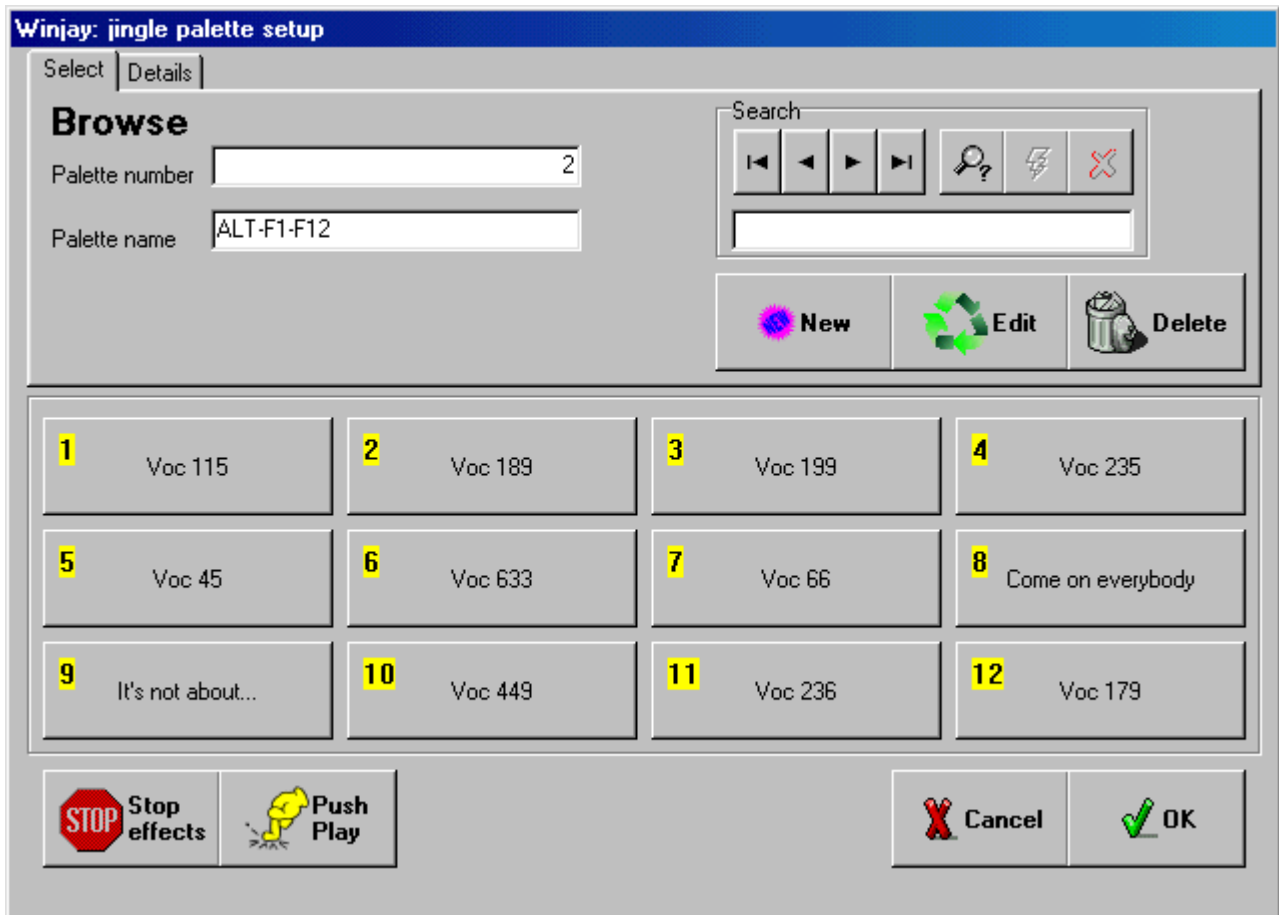 Winjay: jingle palette setup
Select Details
Browse
Search
Palette number 2
Palette name ALT-F1-F12
?
NEW New Edit Delete
1 Voc 115
2 Voc 189
3 Voc 199
4 Voc 235
5 Voc 45
6 Voc 633
7 Voc 66
8 Come on everybody
9 It's not about...
10 Voc 449
11 Voc 236
12 Voc 179
STOP Stop effects
Push Play
Cancel
OK